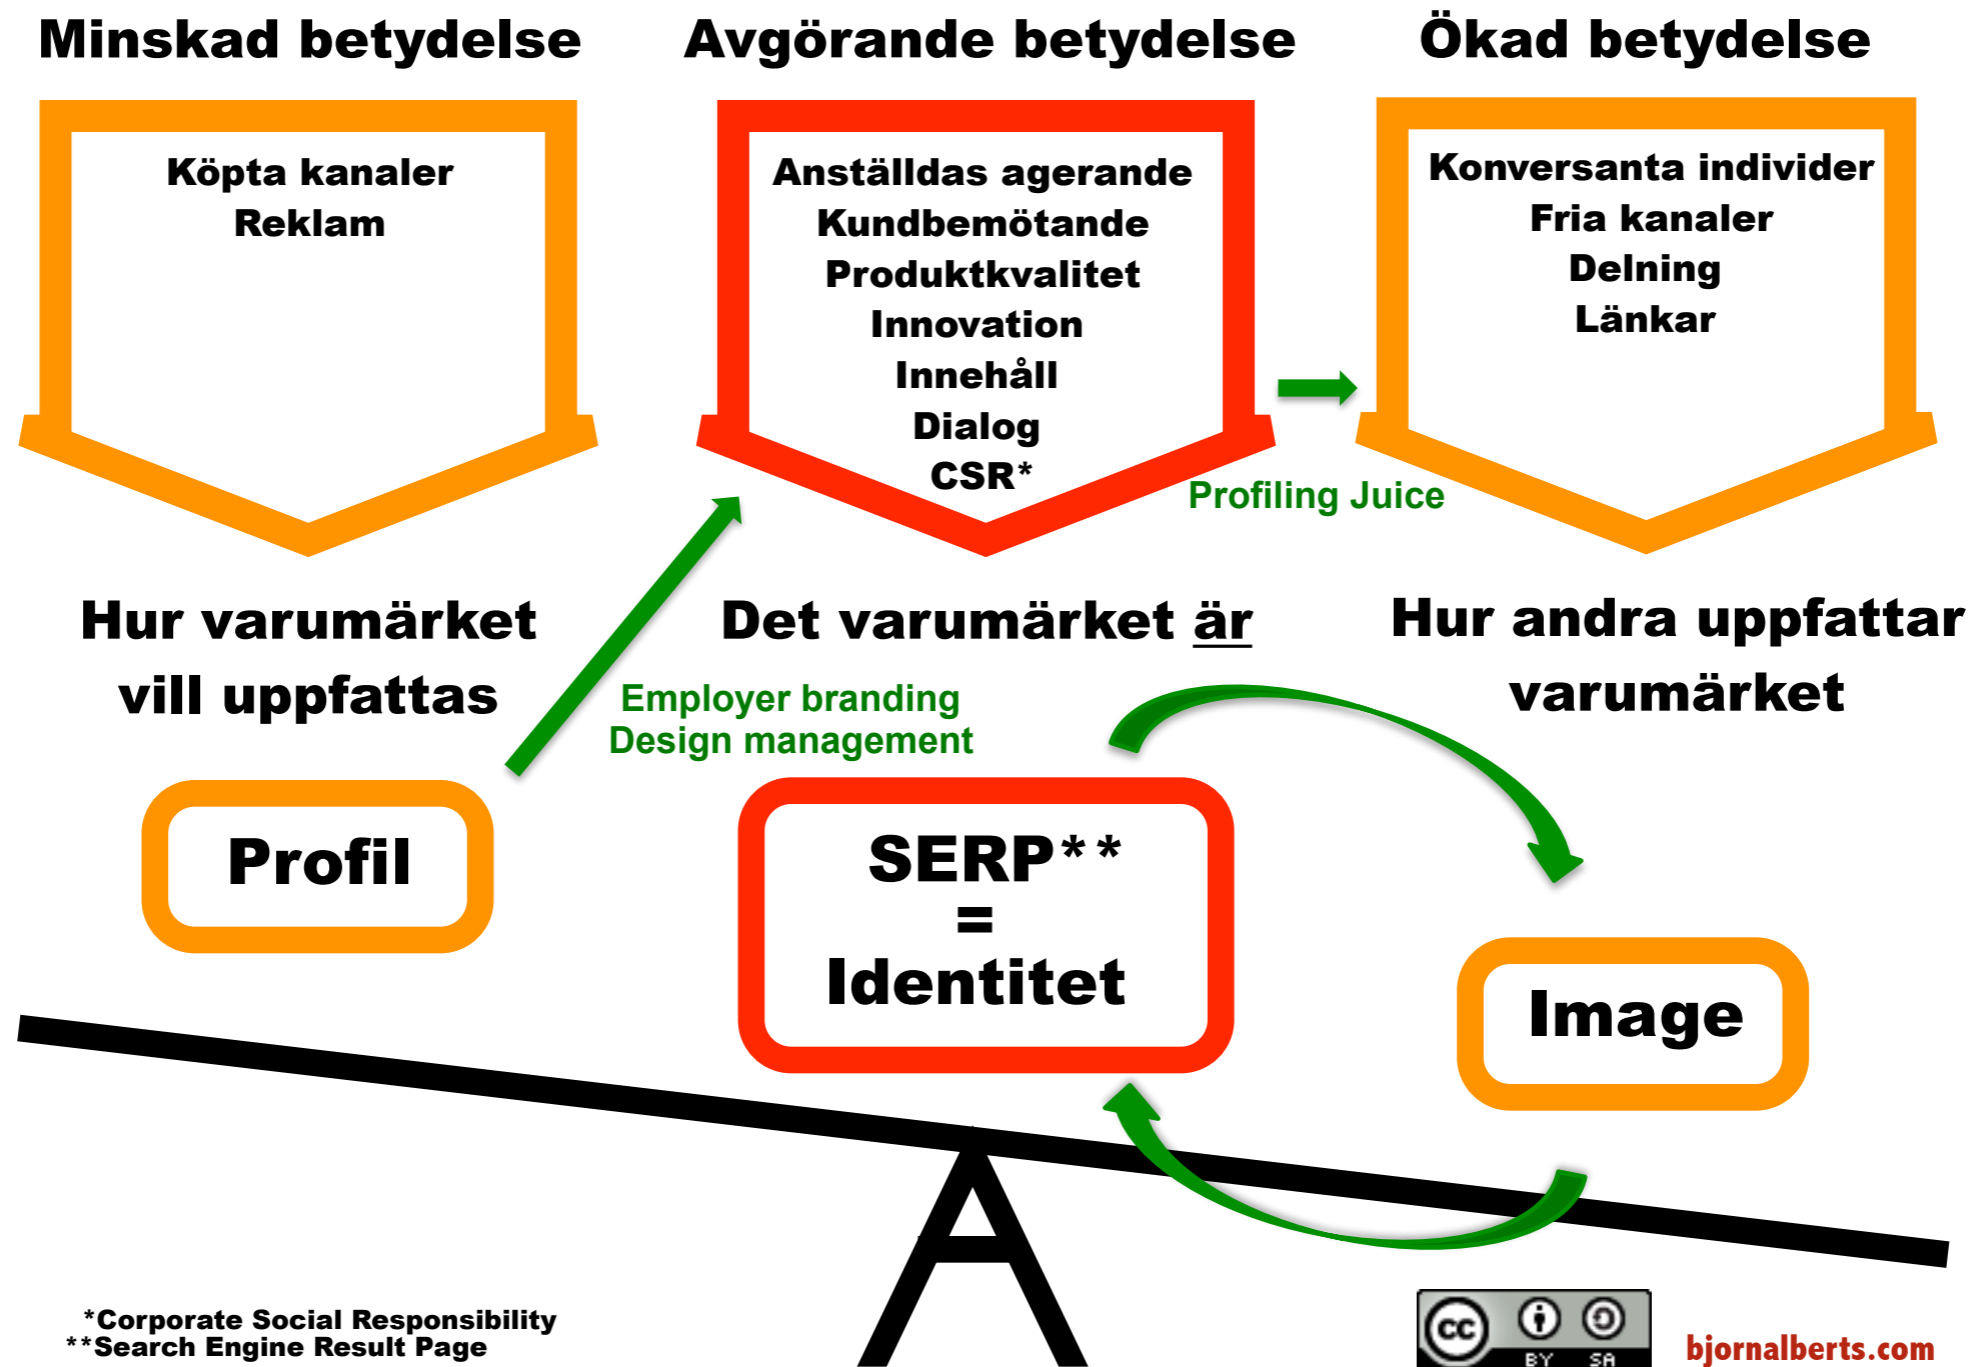 Minskad betydelse
Köpta kanaler
Reklam
Hur varumärket
vill uppfattas
Profil
Avgörande betydelse
Anställdas agerande
Kundbemötande
Produktkvalitet
Innovation
Innehåll
Dialog
CSR*
Profiling Juice
Det varumärket är
Employer branding
Design management
SERP**
=
Identitet
Ökad betydelse
Konversanta individer
Fria kanaler
Delning
Länkar
Hur andra uppfattar
varumärket
Image
*Corporate Social Responsibility
**Search Engine Result Page
cc
BY SA
bjornalberts.com